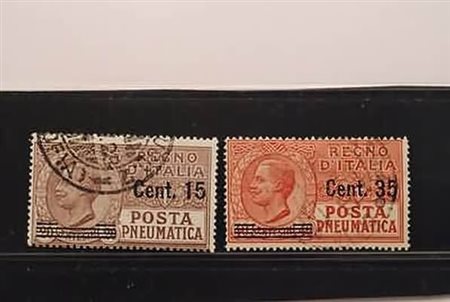 REGNO
D'ITALIA
Cent. 15
POSTA
PNEUMATICA
REGNO
D'ITALIA
Cent. 35
POSTA
PNEUMATICA